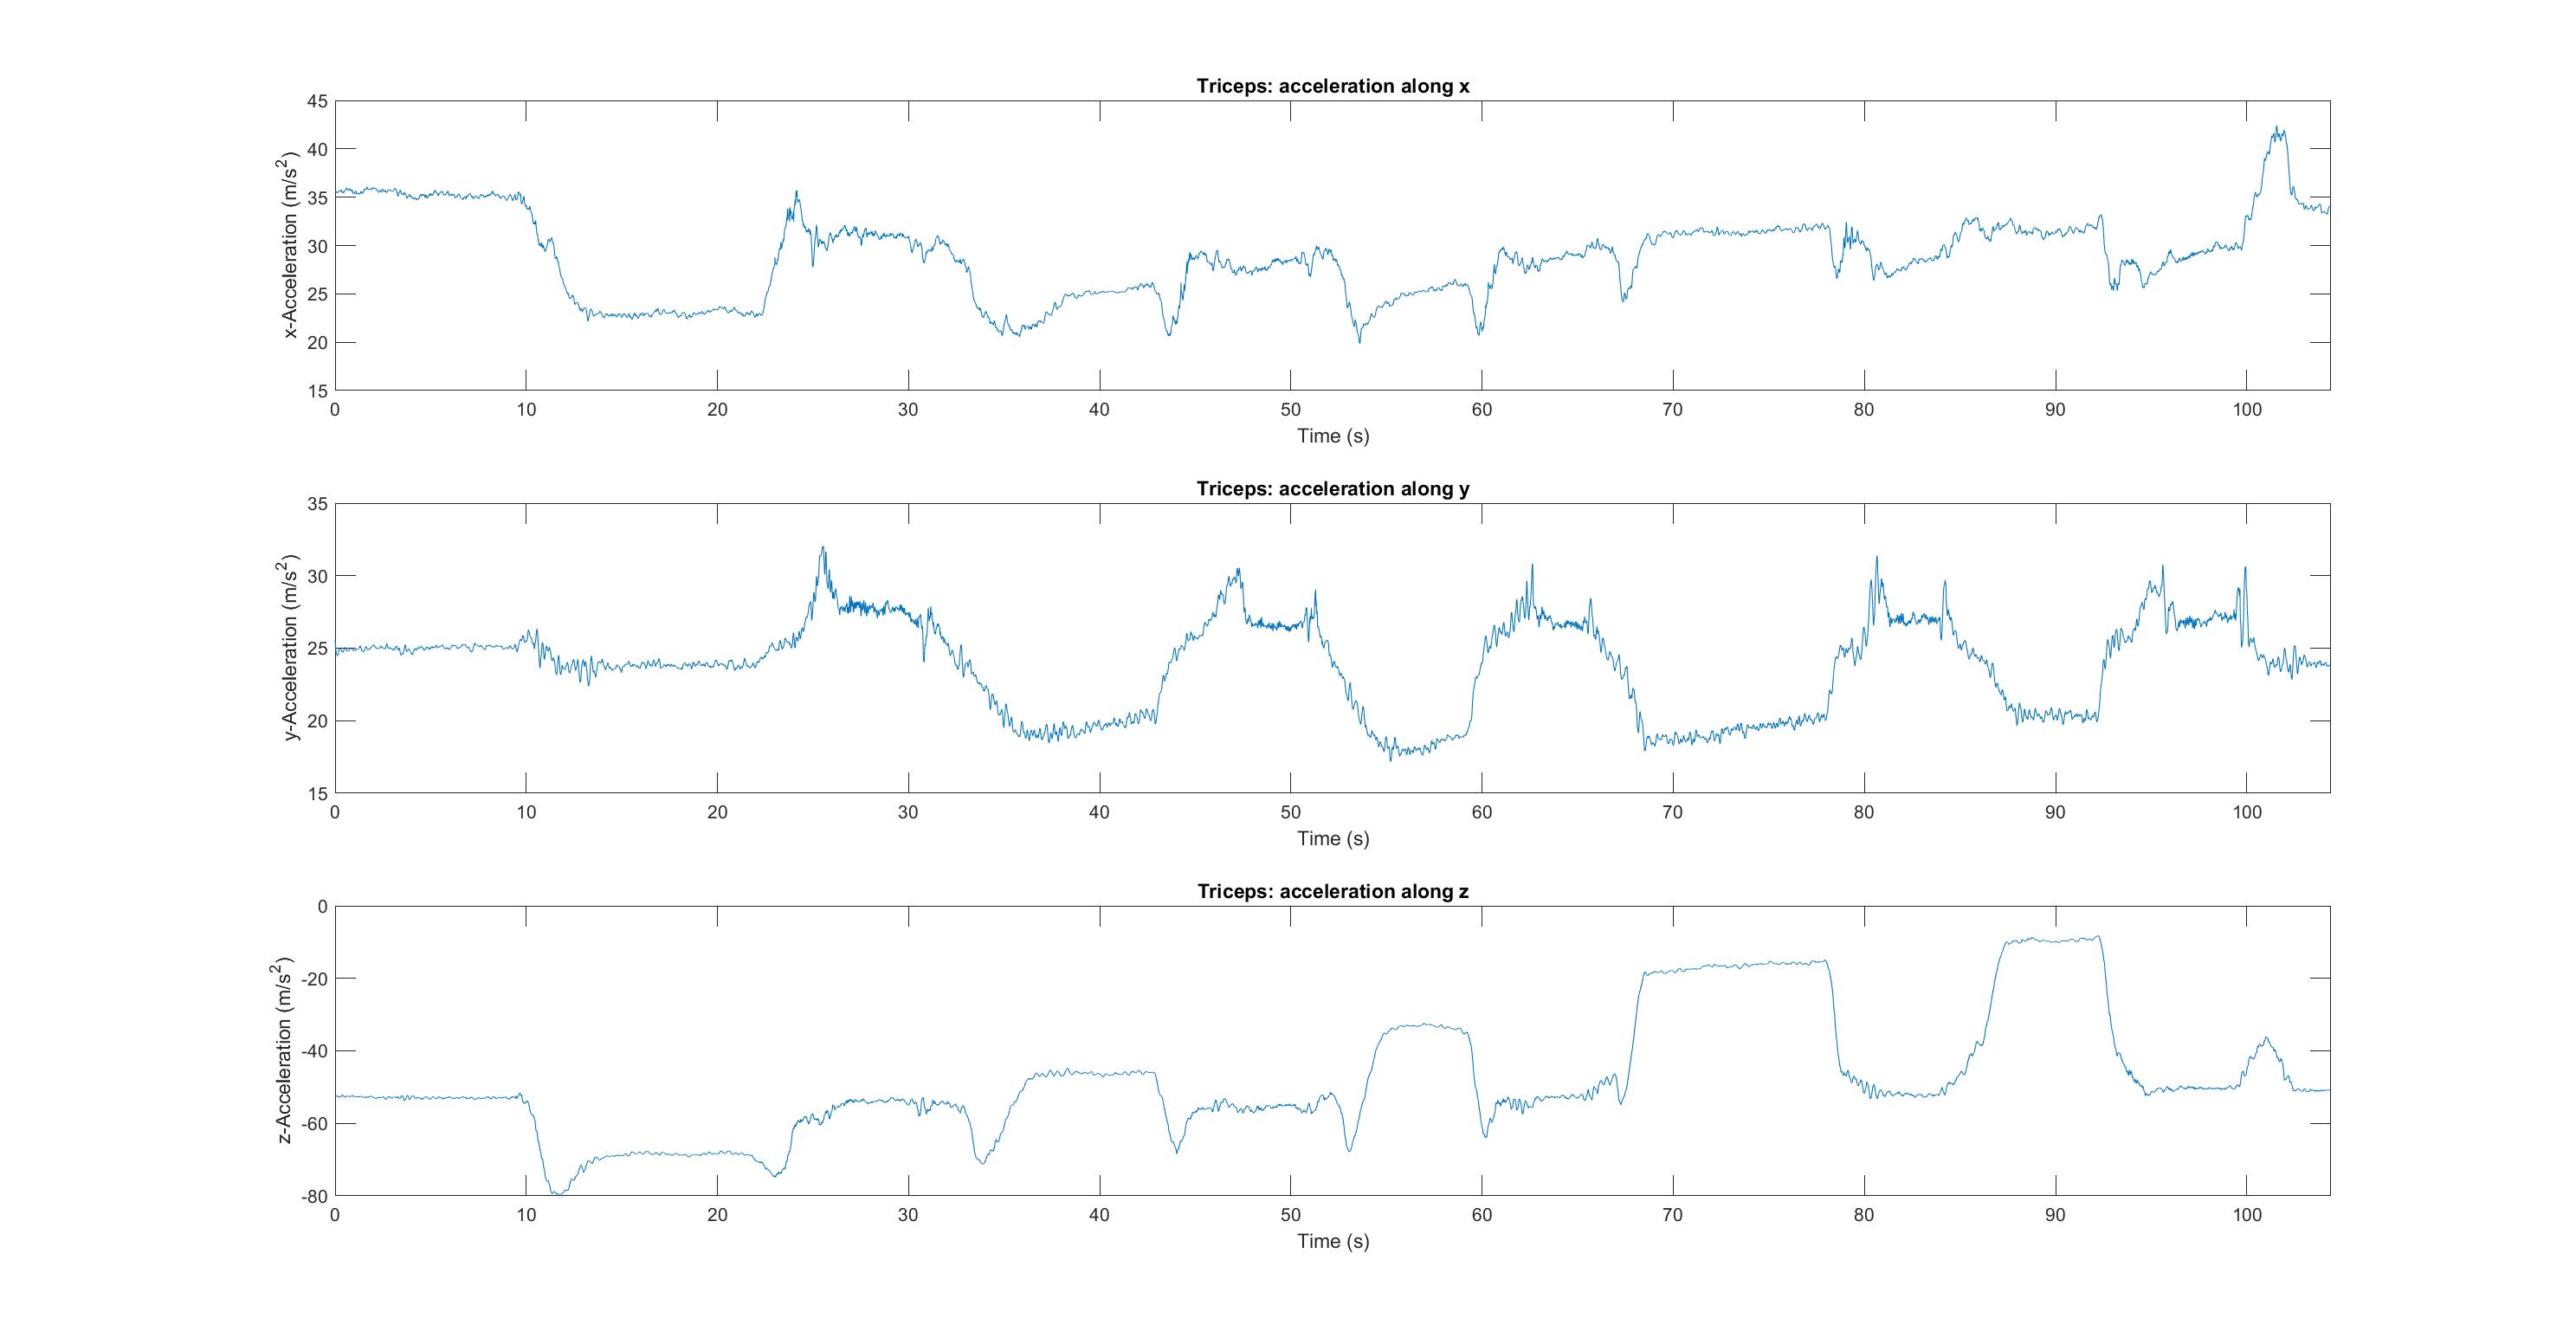 Triceps: acceleration along x
x-Acceleration (m/s²)
45
40
35
30
25
20
15
0 10 20 30 40 50 60 70 80 90 100
Time (s)
Triceps: acceleration along y
y-Acceleration (m/s²)
35
30
25
20
15
0 10 20 30 40 50 60 70 80 90 100
Time (s)
Triceps: acceleration along z
z-Acceleration (m/s²)
0
-20
-40
-60
-80
0 10 20 30 40 50 60 70 80 90 100
Time (s)